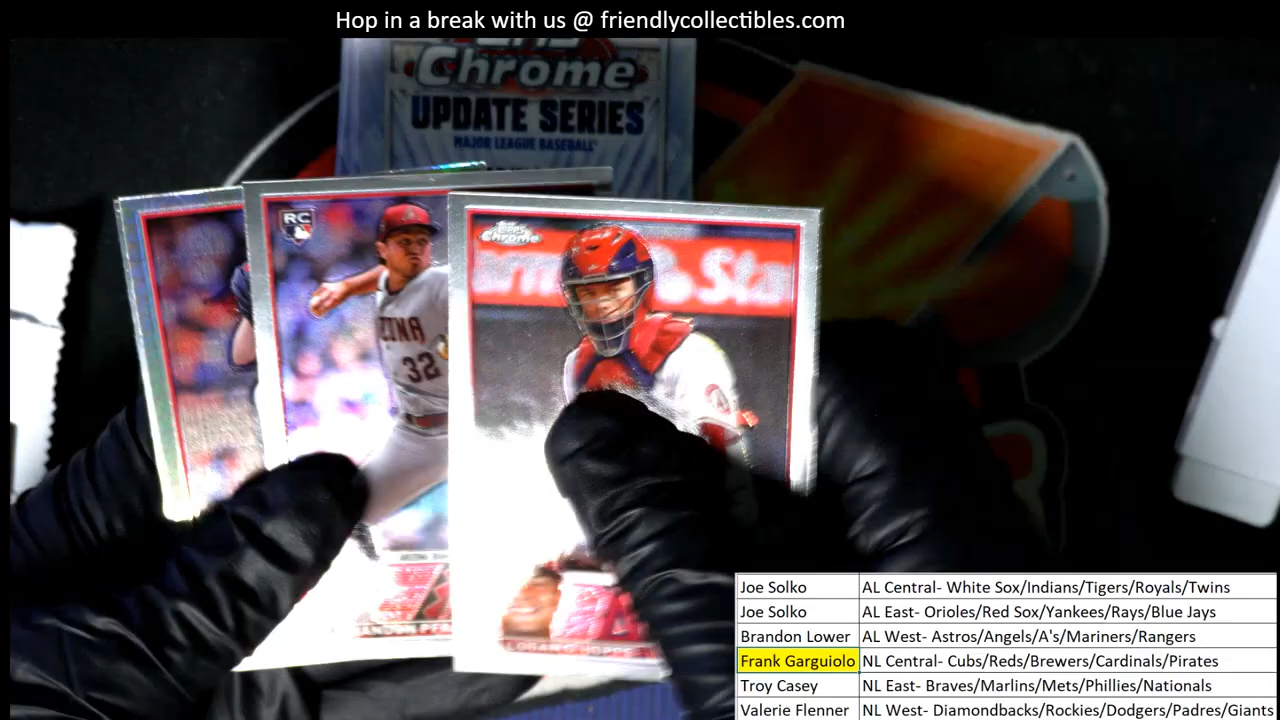 Hop in a break with us @ friendlycollectibles.com
Chrome
UPDATE SERIES
MAJOR LEAGUE BASEBALL
RC
Topps
Chrome
32
Joe Solko AL Central- White Sox/Indians/Tigers/Royals/Twins
Joe Solko AL East- Orioles/Red Sox/Yankees/Rays/Blue Jays
Brandon Lower AL West- Astros/Angels/A's/Mariners/Rangers
Frank Garguiolo NL Central- Cubs/Reds/Brewers/Cardinals/Pirates
Troy Casey NL East- Braves/Marlins/Mets/Phillies/Nationals
Valerie Flenner NL West- Diamondbacks/Rockies/Dodgers/Padres/Giants